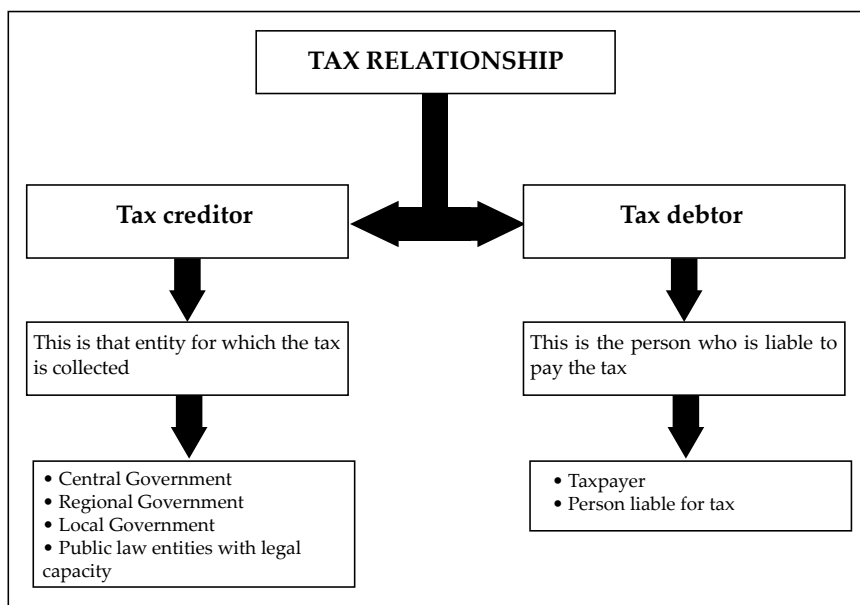 TAX RELATIONSHIP
Tax creditor
Tax debtor
This is that entity for which the tax
is collected
This is the person who is liable to
pay the tax
• Central Government
• Regional Government
• Local Government
• Public law entities with legal
capacity
• Taxpayer
• Person liable for tax